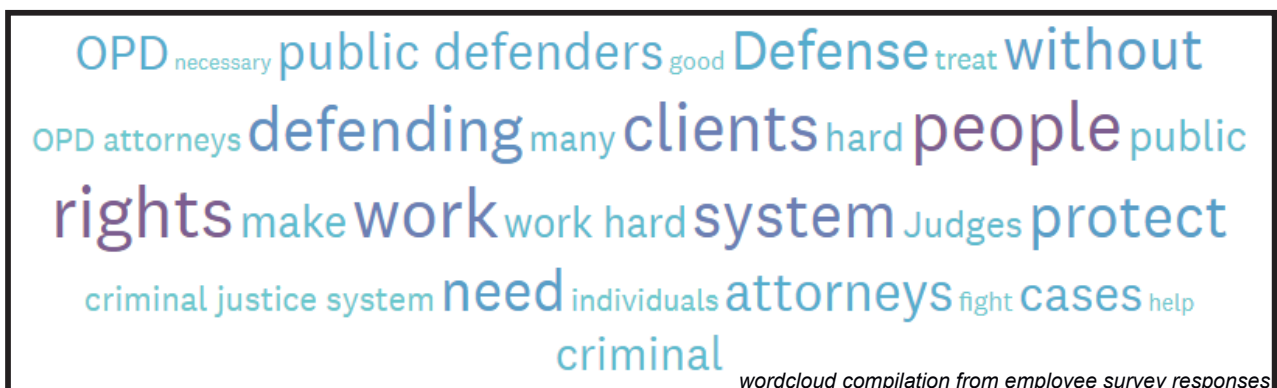 OPD necessary public defenders good Defense treat without
OPD attorneys defending many clients hard people public
rights make work work hard system Judges protect
criminal justice system need individuals attorneys fight cases help
criminal
wordcloud compilation from employee survey responses